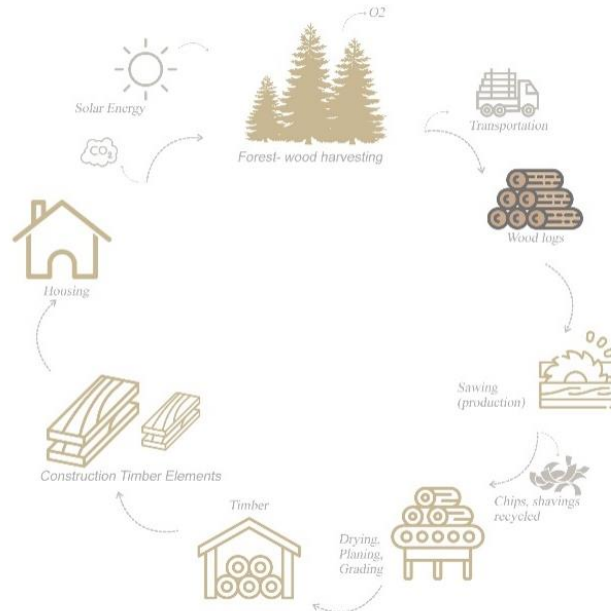 O2
Solar Energy
Transportation
CO2
Forest- wood harvesting
Wood logs
Housing
Sawing
(production)
Construction Timber Elements
Chips, shavings
recycled
Timber
Drying,
Planing,
Grading